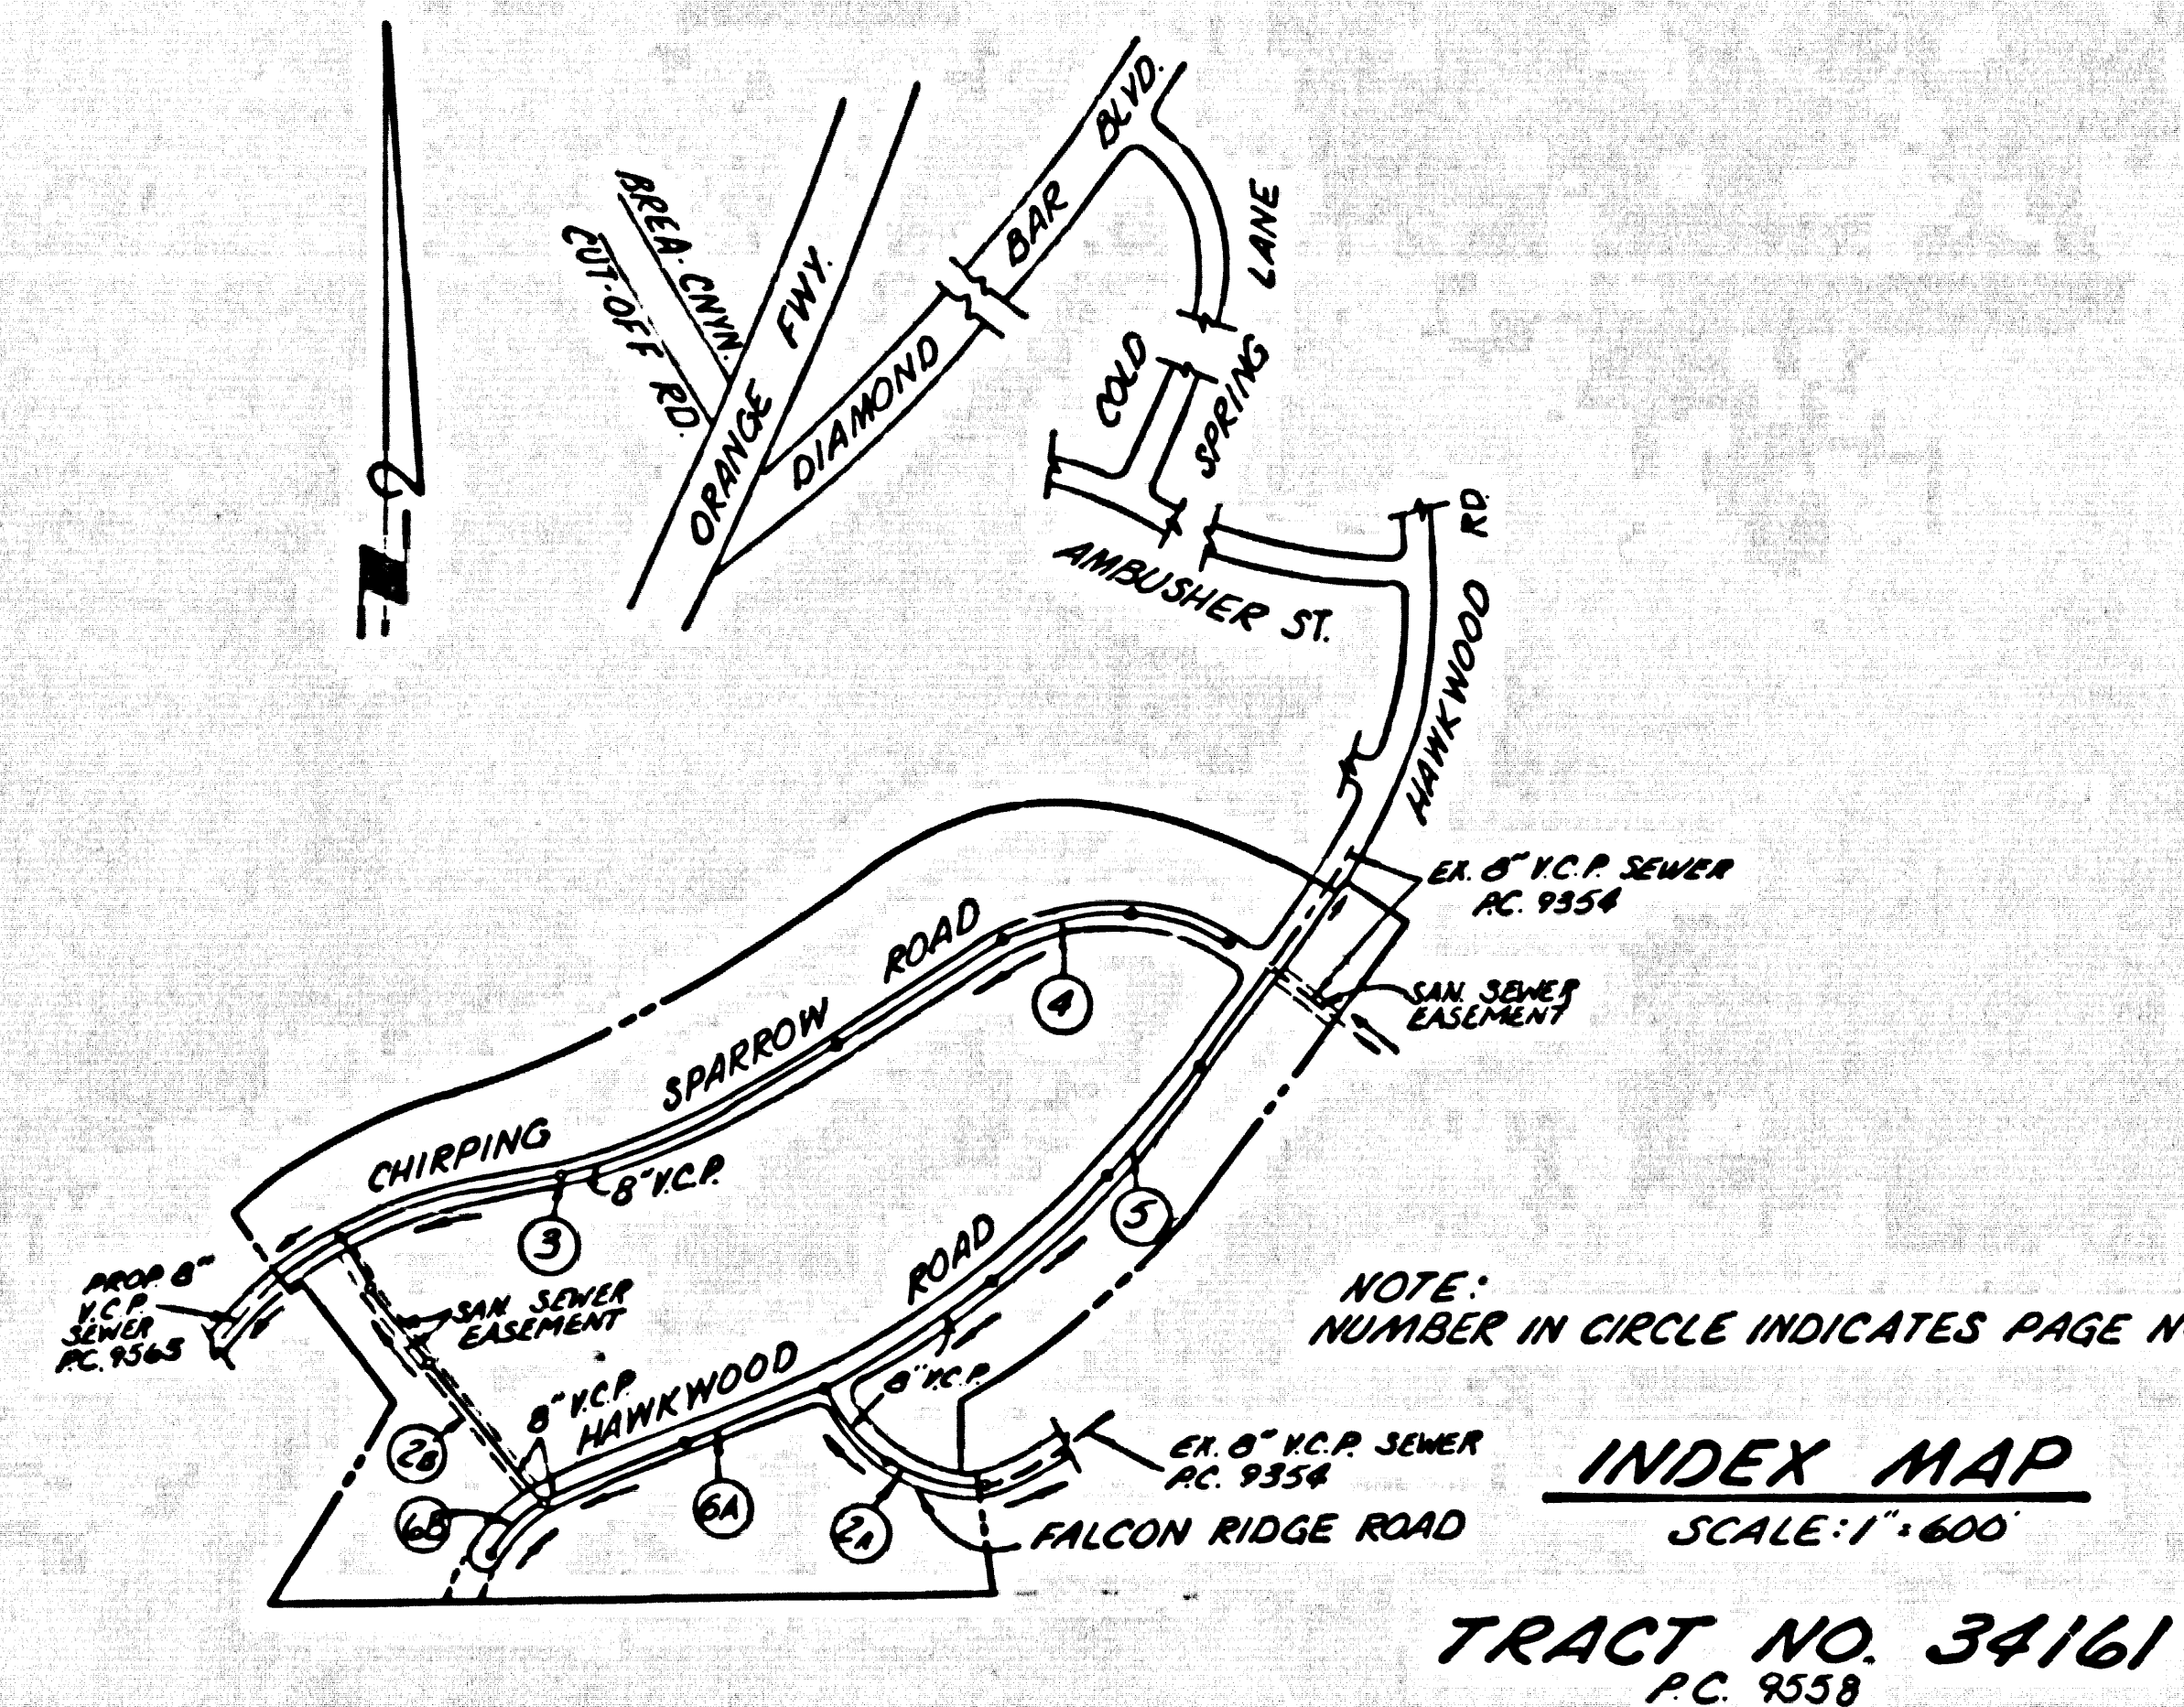 BREA CNYN.
CUT-OFF RD.
ORANGE FWY.
DIAMOND BAR BLVD.
COLD SPRING LANE
AMBUSHER ST.
HAWKWOOD RD.
EX. 8" V.C.P. SEWER
P.C. 9354
SAN. SEWER
EASEMENT
CHIRPING SPARROW ROAD
4
8" V.C.P.
3
5
PROP. 8"
V.C.P.
SEWER
P.C. 9565
SAN. SEWER
EASEMENT
8" V.C.P.
HAWKWOOD ROAD
8" V.C.P.
2B
6B
6A
2A
EX. 8" V.C.P. SEWER
P.C. 9354
FALCON RIDGE ROAD
NOTE:
NUMBER IN CIRCLE INDICATES PAGE N
INDEX MAP
SCALE: 1" = 600'
TRACT NO. 34161
P.C. 9558